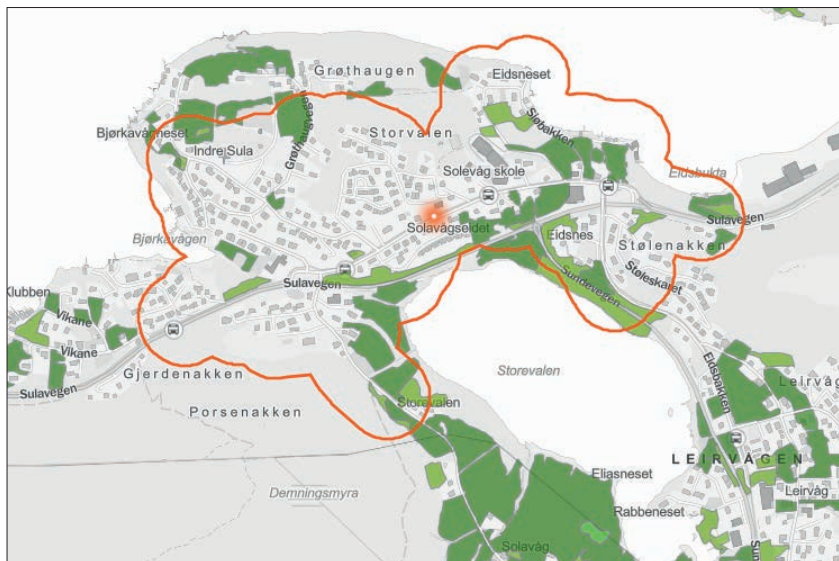 Grøthaugen
Eidsneset
Sløbakken
Bjørkavågneset
Storvalen
Indre Sula
Grøthaugvegen
Solevåg skole
Eidsbukta
Sulavegen
Solavågseidet
Eidsnes
Bjørkavågen
Stølenakken
Støleskaret
Sulavegen
Sundevegen
Klubben
Vikane
Vikane
Sulavegen
Gjerdenakken
Storevalen
Eidsbakken
Leirvåg
Porsenakken
Storevalen
LEIRVÅGEN
Eliasneset
Demningsmyra
Leirvåg
Rabbeneset
Solavåg
Sun